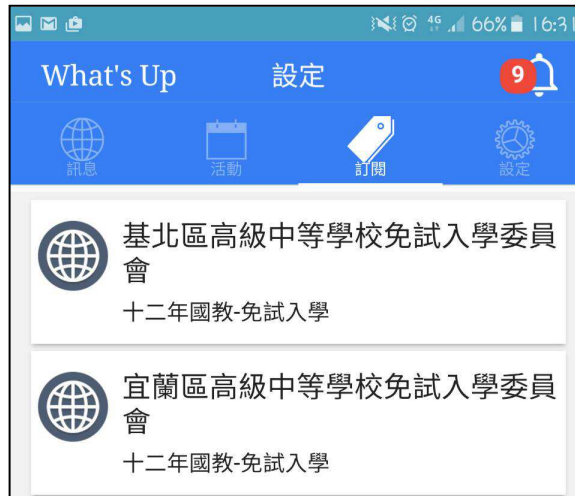 4G 66% 16:31
What's Up 設定 9
訊息 活動 訂閱 設定
基北區高級中等學校免試入學委員
會
十二年國教-免試入學
宜蘭區高級中等學校免試入學委員
會
十二年國教-免試入學